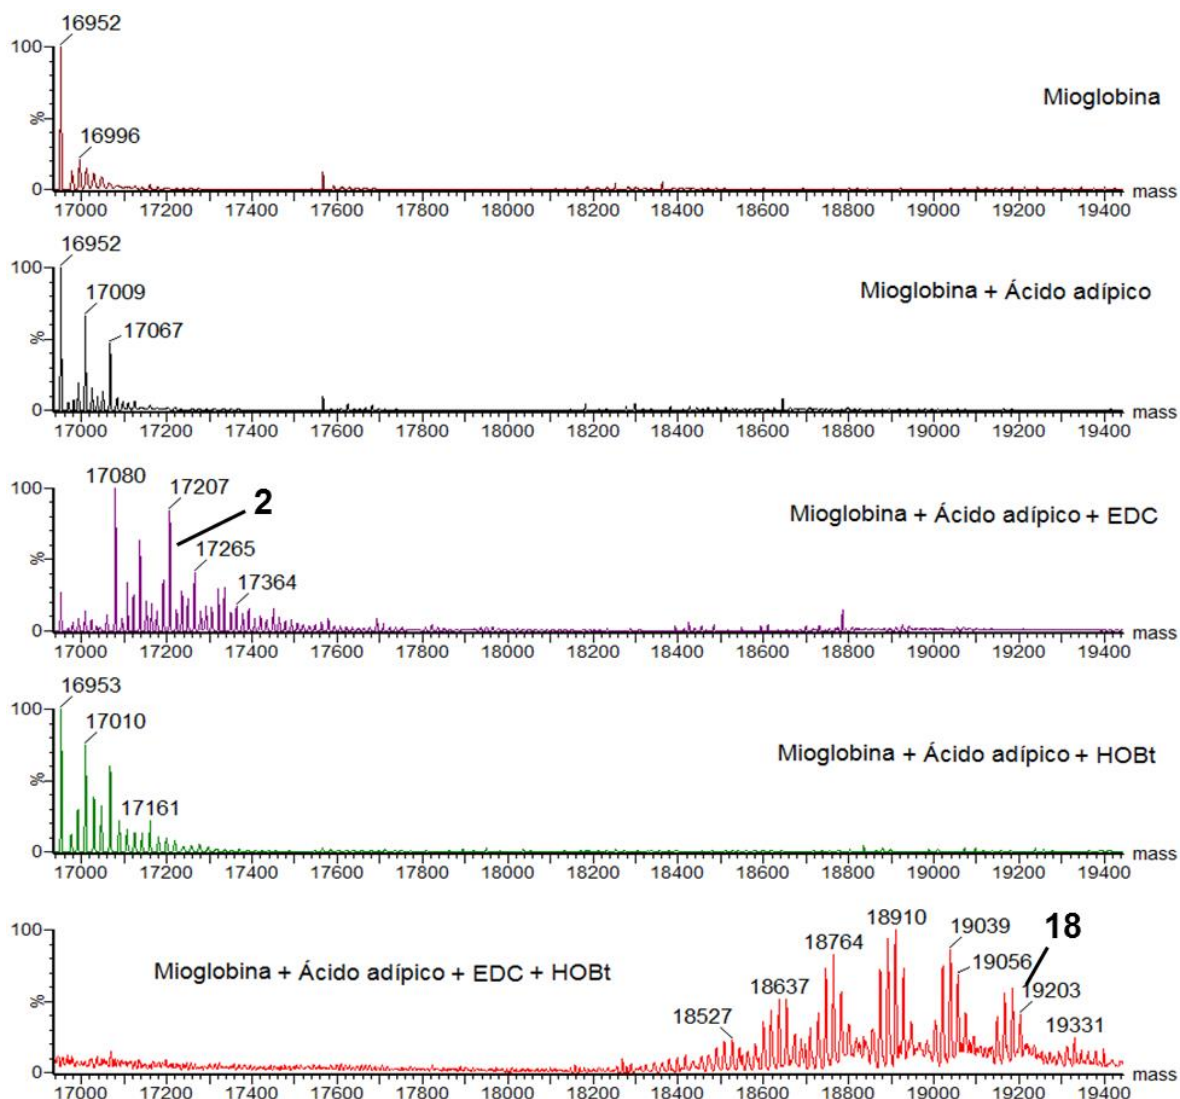 16952
100
Mioglobina
%
16996
0
17000 17200 17400 17600 17800 18000 18200 18400 18600 18800 19000 19200 19400 mass
16952
100
Mioglobina + Ácido adípico
17009
17067
%
0
17000 17200 17400 17600 17800 18000 18200 18400 18600 18800 19000 19200 19400 mass
17080 17207 2
100
Mioglobina + Ácido adípico + EDC
17265
%
17364
0
17000 17200 17400 17600 17800 18000 18200 18400 18600 18800 19000 19200 19400 mass
16953
100
17010
Mioglobina + Ácido adípico + HOBt
%
17161
0
17000 17200 17400 17600 17800 18000 18200 18400 18600 18800 19000 19200 19400 mass
18910 18
100 19039
18764
Mioglobina + Ácido adípico + EDC + HOBt
19056
18637 19203
%
18527 19331
0
17000 17200 17400 17600 17800 18000 18200 18400 18600 18800 19000 19200 19400 mass